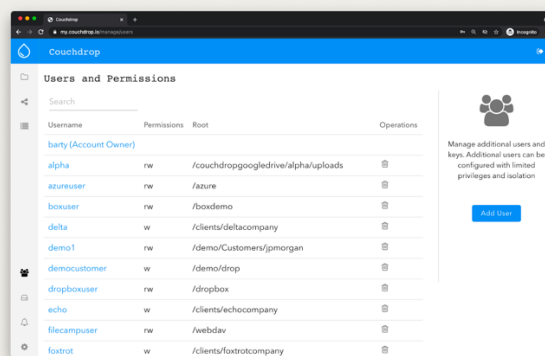 Couchdrop
my.couchdrop.io/manage/users
Incognito
Couchdrop
Users and Permissions
Search
Username Permissions Root Operations
barty (Account Owner)
alpha rw /couchdropgoogledrive/alpha/uploads
azureuser rw /azure
boxuser rw /boxdemo
delta w /clients/deltacompany
demo1 rw /demo/Customers/jpmorgan
democustomer w /demo/drop
dropboxuser rw /dropbox
echo w /clients/echocompany
filecampuser rw /webdav
foxtrot w /clients/foxtrotcompany
Manage additional users and
keys. Additional users can be
configured with limited
privileges and isolation
Add User